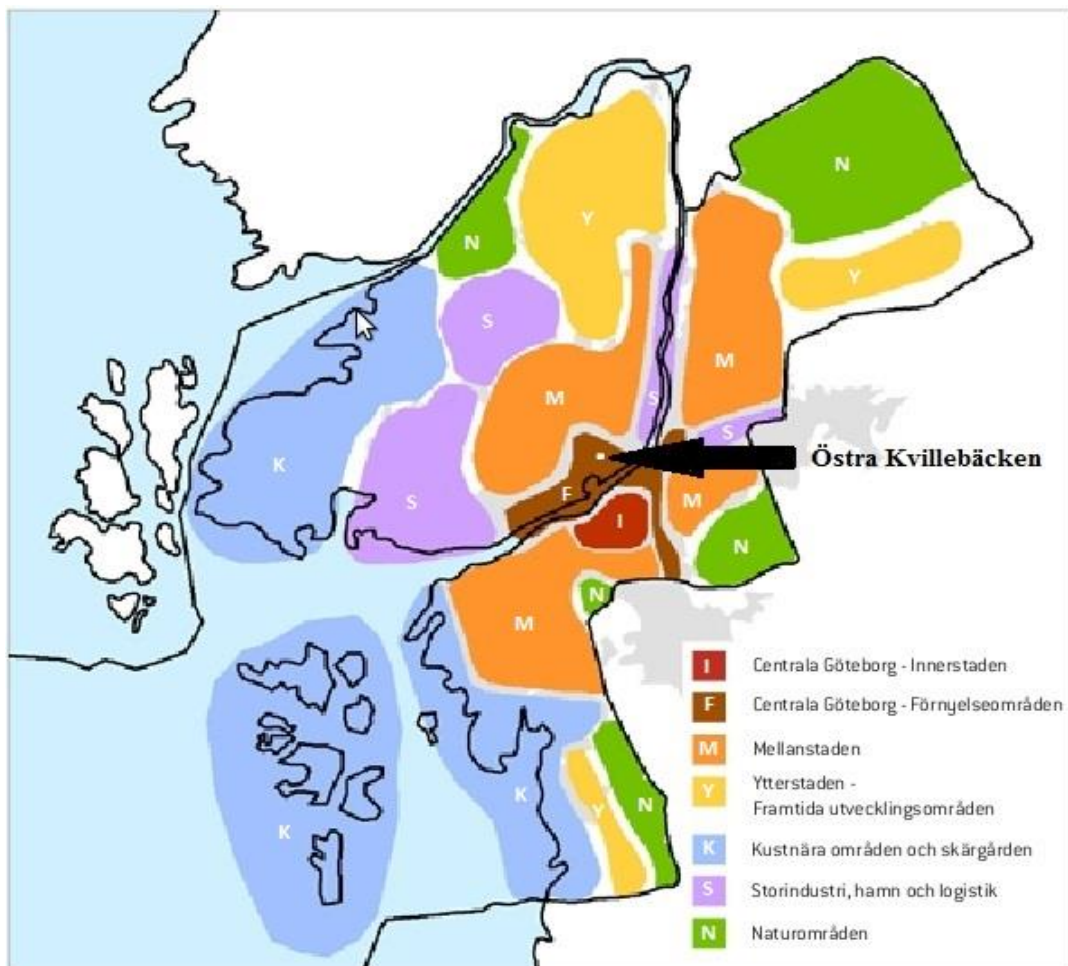 N
Y
N
Y
S
M
M
S
S
Östra Kvillebäcken
K
F
S
M
I
N
N
M
K
K
Y
N
I Centrala Göteborg - Innerstaden
F Centrala Göteborg - Förnyelseområden
M Mellanstaden
Y Ytterstaden -
Framtida utvecklingsområden
K Kustnära områden och skärgården
S Storindustri, hamn och logistik
N Naturområden